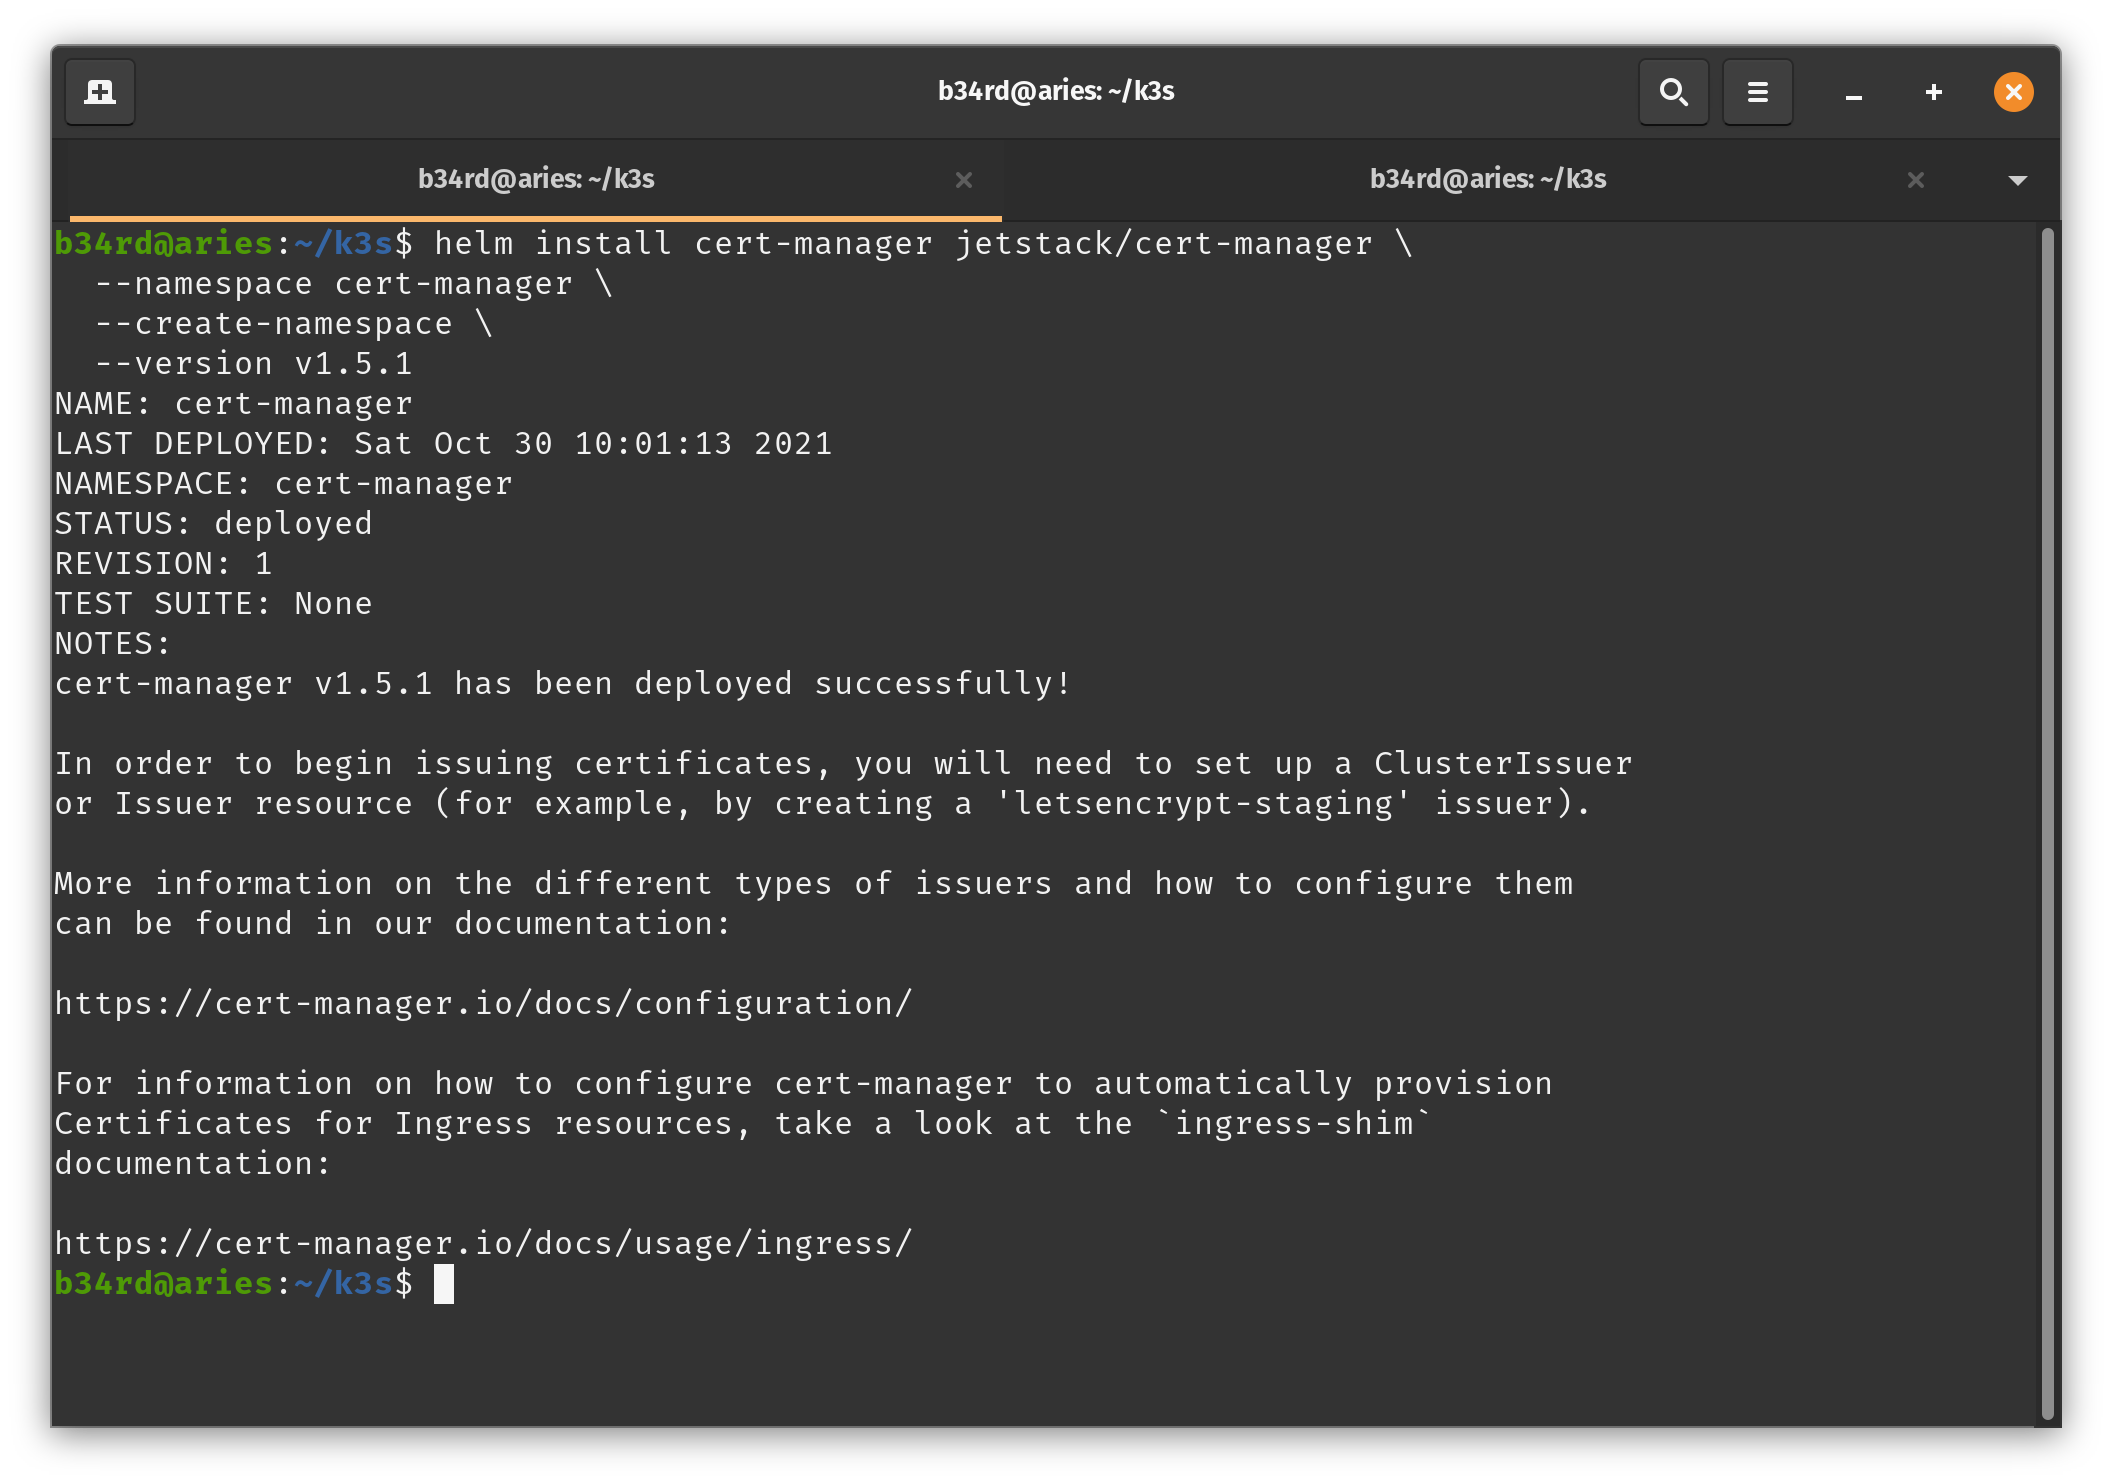 b34rd@aries: ~/k3s
b34rd@aries: ~/k3s
b34rd@aries: ~/k3s
b34rd@aries:~/k3s$ helm install cert-manager jetstack/cert-manager \
  --namespace cert-manager \
  --create-namespace \
  --version v1.5.1
NAME: cert-manager
LAST DEPLOYED: Sat Oct 30 10:01:13 2021
NAMESPACE: cert-manager
STATUS: deployed
REVISION: 1
TEST SUITE: None
NOTES:
cert-manager v1.5.1 has been deployed successfully!

In order to begin issuing certificates, you will need to set up a ClusterIssuer
or Issuer resource (for example, by creating a 'letsencrypt-staging' issuer).

More information on the different types of issuers and how to configure them
can be found in our documentation:

https://cert-manager.io/docs/configuration/

For information on how to configure cert-manager to automatically provision
Certificates for Ingress resources, take a look at the `ingress-shim`
documentation:

https://cert-manager.io/docs/usage/ingress/
b34rd@aries:~/k3s$